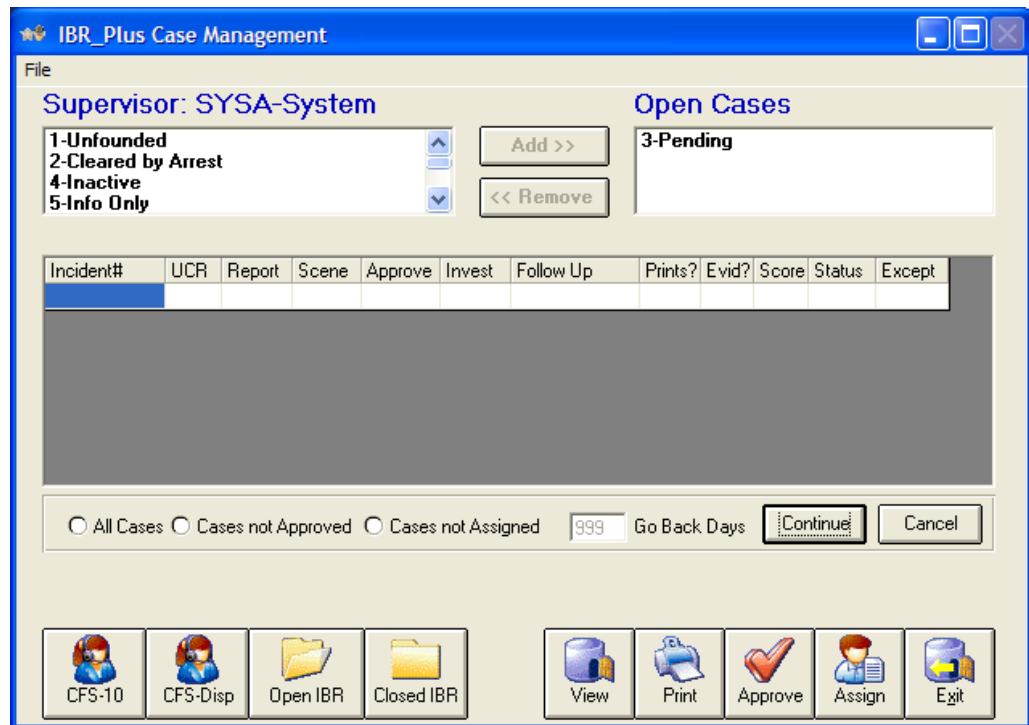 IBR_Plus Case Management
File
Supervisor: SYSA-System
Open Cases
1-Unfounded
2-Cleared by Arrest
4-Inactive
5-Info Only
Add >>
<< Remove
3-Pending
Incident# UCR Report Scene Approve Invest Follow Up Prints? Evid? Score Status Except
All Cases Cases not Approved Cases not Assigned 999 Go Back Days Continue Cancel
CFS-10 CFS-Disp Open IBR Closed IBR View Print Approve Assign Exit